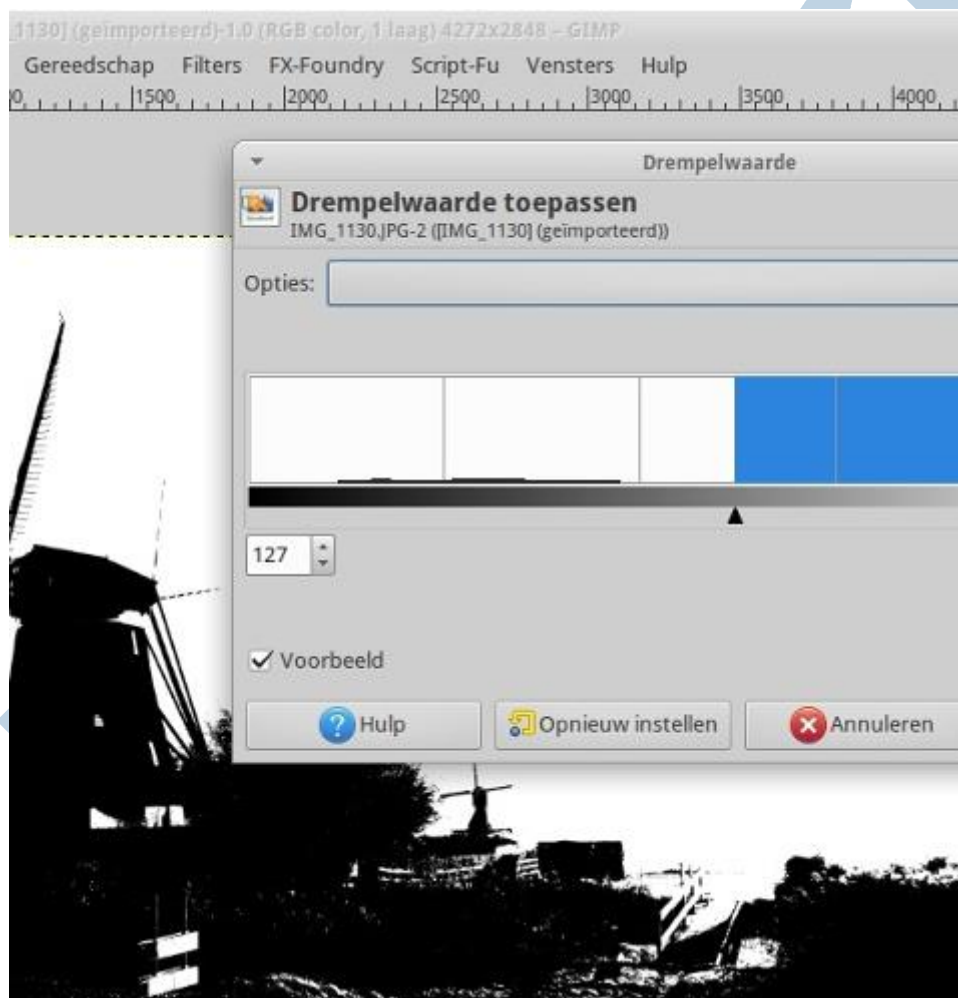 _1130] (geïmporteerd)-1.0 (RGB color, 1 laag) 4272x2848 – GIMP
Gereedschap Filters FX-Foundry Script-Fu Vensters Hulp
1500 2000 2500 3000 3500 4000
Drempelwaarde
Drempelwaarde toepassen
IMG_1130.JPG-2 ([IMG_1130] (geïmporteerd))
Opties:
127
Voorbeeld
Hulp Opnieuw instellen Annuleren